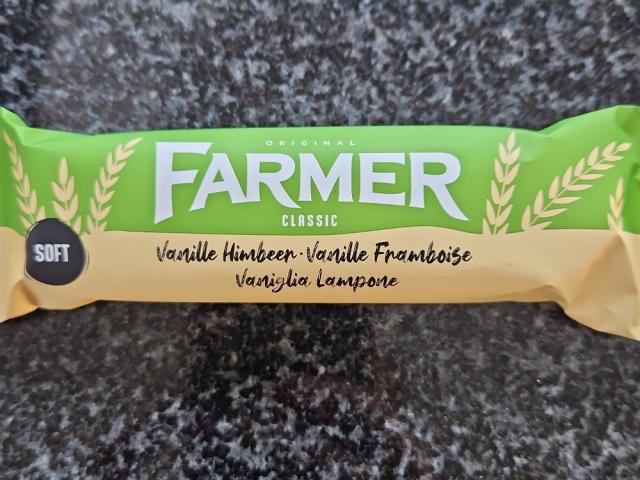 ORIGINAL
FARMER
CLASSIC
SOFT
Vanille Himbeer · Vanille Framboise
Vaniglia Lampone